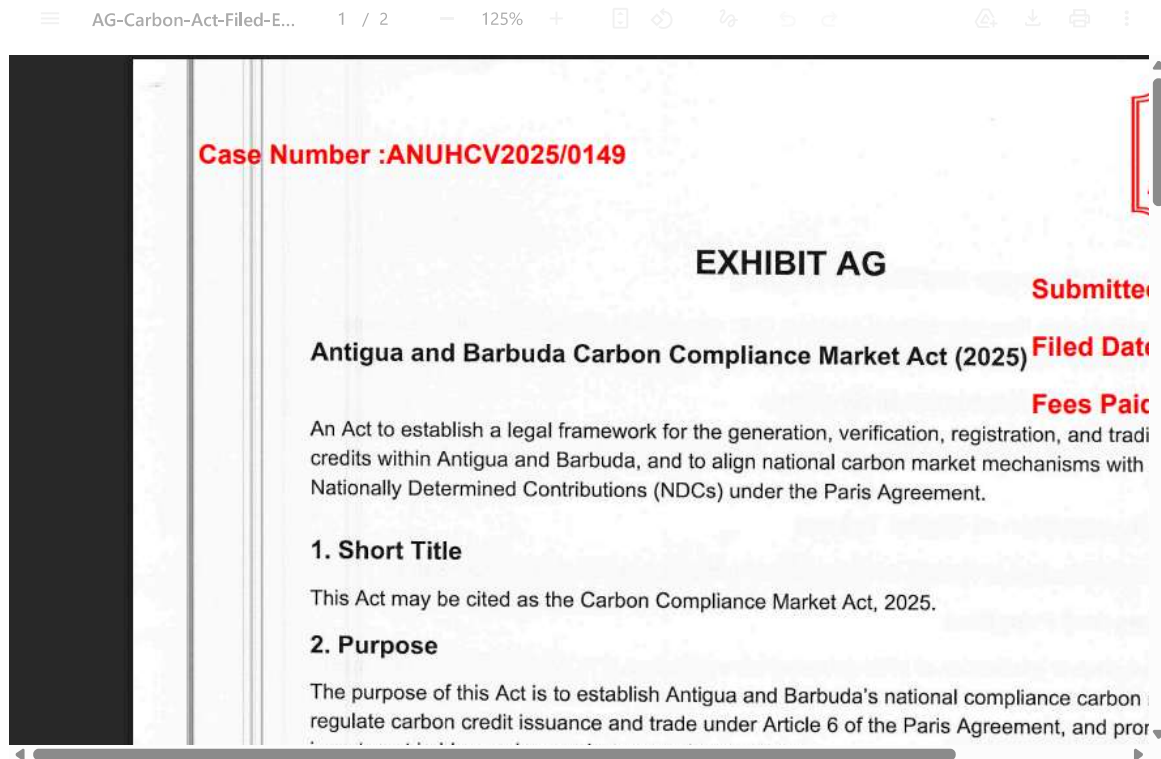 AG-Carbon-Act-Filed-E... 1 / 2 125%
Case Number :ANUHCV2025/0149
EXHIBIT AG
Submitte
Antigua and Barbuda Carbon Compliance Market Act (2025)
Filed Date
Fees Paid
An Act to establish a legal framework for the generation, verification, registration, and tradi
credits within Antigua and Barbuda, and to align national carbon market mechanisms with
Nationally Determined Contributions (NDCs) under the Paris Agreement.
1. Short Title
This Act may be cited as the Carbon Compliance Market Act, 2025.
2. Purpose
The purpose of this Act is to establish Antigua and Barbuda's national compliance carbon
regulate carbon credit issuance and trade under Article 6 of the Paris Agreement, and pro